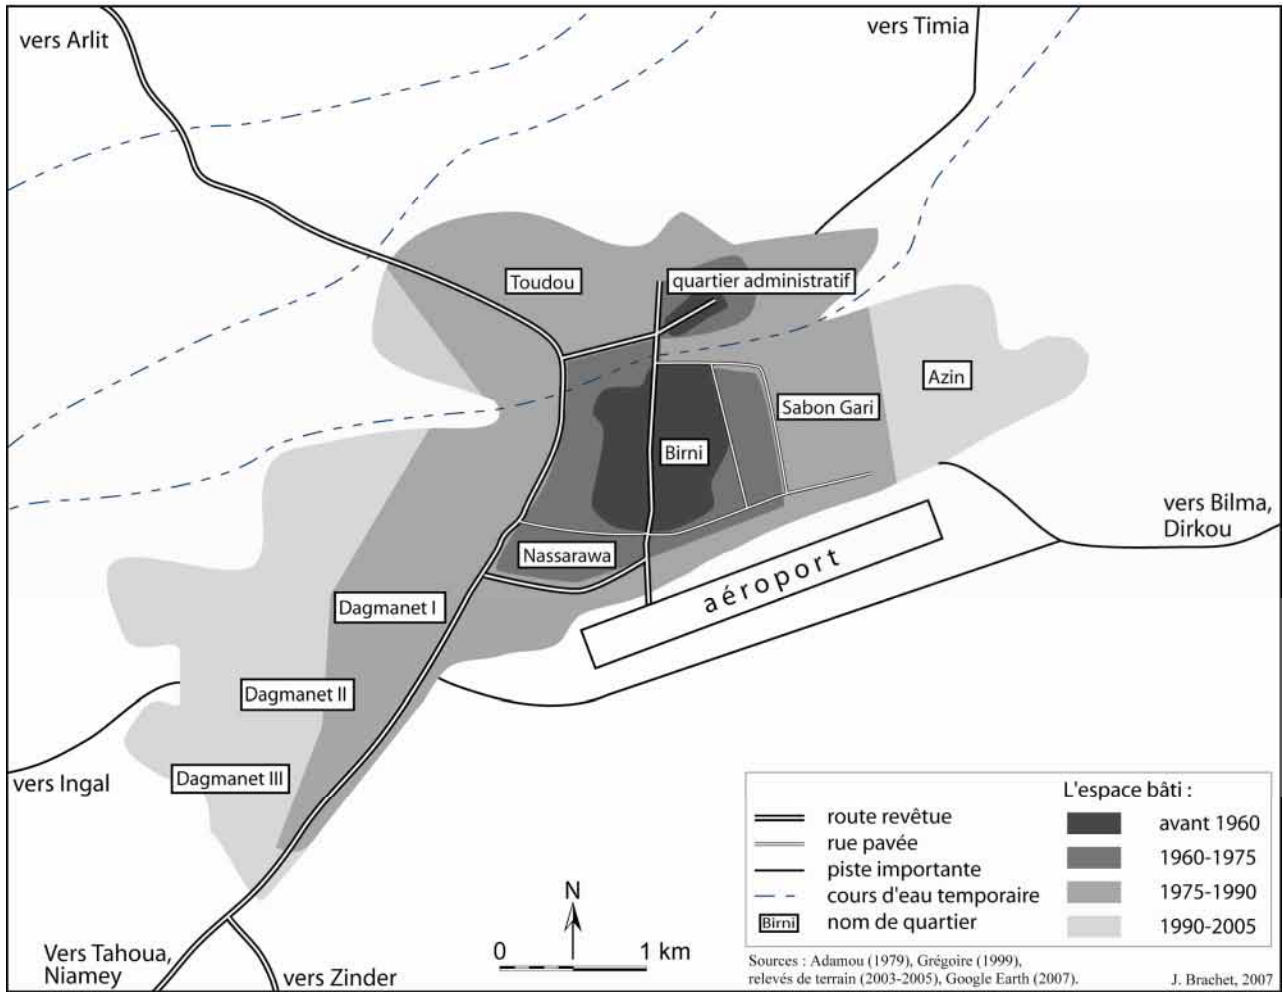 vers Arlit
vers Timia
Toudou
quartier administratif
Azin
Sabon Gari
Birni
vers Bilma,
Dirkou
Nassarawa
aéroport
Dagmanet I
Dagmanet II
Dagmanet III
vers Ingal
L'espace bâti :
route revêtue
avant 1960
rue pavée
1960-1975
piste importante
1975-1990
cours d'eau temporaire
Birni
nom de quartier
1990-2005
N
0
1 km
Vers Tahoua,
Niamey
vers Zinder
Sources : Adamou (1979), Grégoire (1999),
relevés de terrain (2003-2005), Google Earth (2007).
J. Brachet, 2007